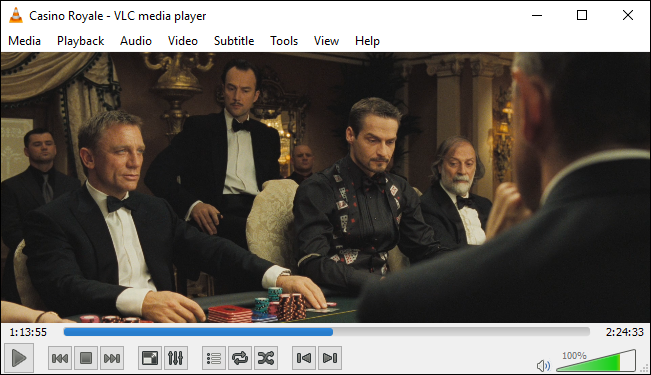 Casino Royale - VLC media player
Media Playback Audio Video Subtitle Tools View Help
1:13:55 2:24:33
100%